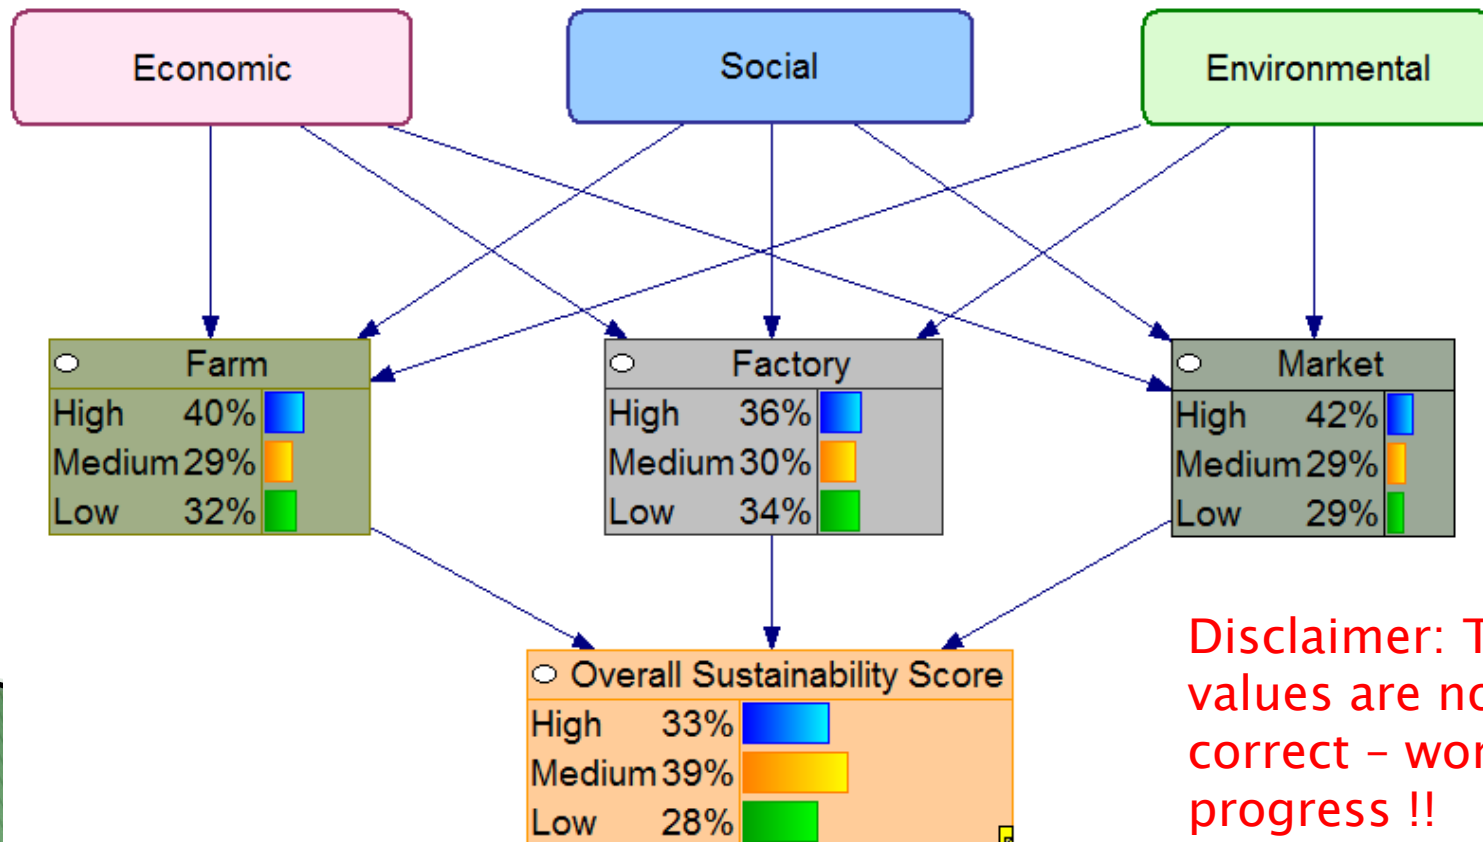 Economic
Social
Environmental
Farm
High 40%
Medium 29%
Low 32%
Factory
High 36%
Medium 30%
Low 34%
Market
High 42%
Medium 29%
Low 29%
Overall Sustainability Score
High 33%
Medium 39%
Low 28%
Disclaimer:
values are
correct –
progress !!